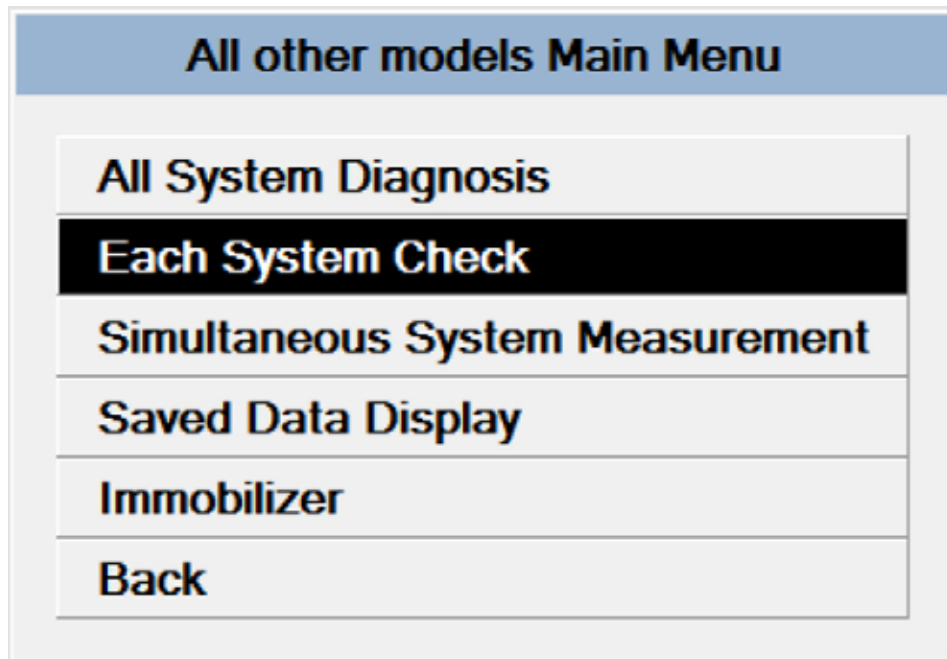 All other models Main Menu
All System Diagnosis
Each System Check
Simultaneous System Measurement
Saved Data Display
Immobilizer
Back